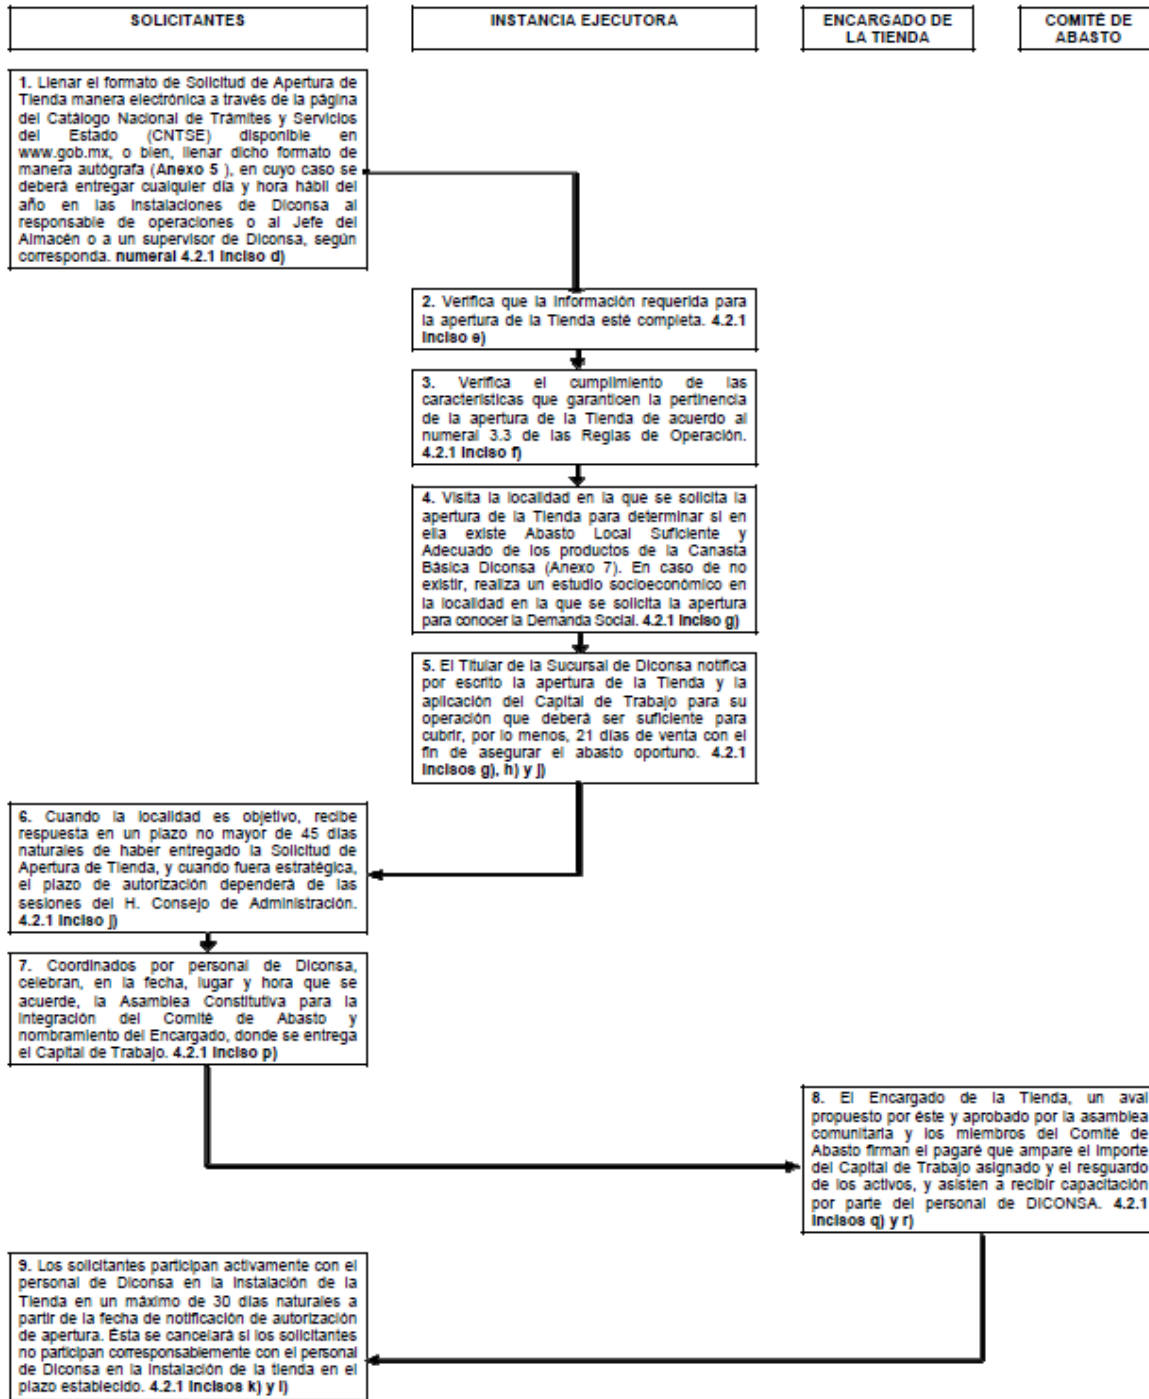 SOLICITANTES
INSTANCIA EJECUTORA
ENCARGADO DE
LA TIENDA
COMITÉ DE
ABASTO
1. Llenar el formato de Solicitud de Apertura de
Tienda manera electrónica a través de la página
del Catálogo Nacional de Trámites y Servicios
del Estado (CNTSE) disponible en
www.gob.mx, o bien, llenar dicho formato de
manera autógrafa (Anexo 5 ), en cuyo caso se
deberá entregar cualquier día y hora hábil del
año en las instalaciones de Diconsa al
responsable de operaciones o al Jefe del
Almacén o a un supervisor de Diconsa, según
corresponda. numeral 4.2.1 inciso d)
2. Verifica que la información requerida para
la apertura de la Tienda esté completa. 4.2.1
inciso e)
3. Verifica el cumplimiento de las
características que garanticen la pertinencia
de la apertura de la Tienda de acuerdo al
numeral 3.3 de las Reglas de Operación.
4.2.1 inciso f)
4. Visita la localidad en la que se solicita la
apertura de la Tienda para determinar si en
ella existe Abasto Local Suficiente y
Adecuado de los productos de la Canasta
Básica Diconsa (Anexo 7). En caso de no
existir, realiza un estudio socioeconómico en
la localidad en la que se solicita la apertura
para conocer la Demanda Social. 4.2.1 inciso g)
5. El Titular de la Sucursal de Diconsa notifica
por escrito la apertura de la Tienda y la
aplicación del Capital de Trabajo para su
operación que deberá ser suficiente para
cubrir, por lo menos, 21 días de venta con el
fin de asegurar el abasto oportuno. 4.2.1
incisos g), h) y j)
6. Cuando la localidad es objetivo, recibe
respuesta en un plazo no mayor de 45 días
naturales de haber entregado la Solicitud de
Apertura de Tienda, y cuando fuera estratégica,
el plazo de autorización dependerá de las
sesiones del H. Consejo de Administración.
4.2.1 inciso j)
7. Coordinados por personal de Diconsa,
celebran, en la fecha, lugar y hora que se
acuerde, la Asamblea Constitutiva para la
integración del Comité de Abasto y
nombramiento del Encargado, donde se entrega
el Capital de Trabajo. 4.2.1 inciso p)
8. El Encargado de la Tienda, un aval
propuesto por éste y aprobado por la asamblea
comunitaria y los miembros del Comité de
Abasto firman el pagaré que ampare el importe
del Capital de Trabajo asignado y el resguardo
de los activos, y asisten a recibir capacitación
por parte del personal de DICONSA. 4.2.1
incisos q) y r)
9. Los solicitantes participan activamente con el
personal de Diconsa en la instalación de la
Tienda en un máximo de 30 días naturales a
partir de la fecha de notificación de autorización
de apertura. Ésta se cancelará si los solicitantes
no participan corresponsablemente con el personal
de Diconsa en la instalación de la tienda en el
plazo establecido. 4.2.1 incisos k) y l)